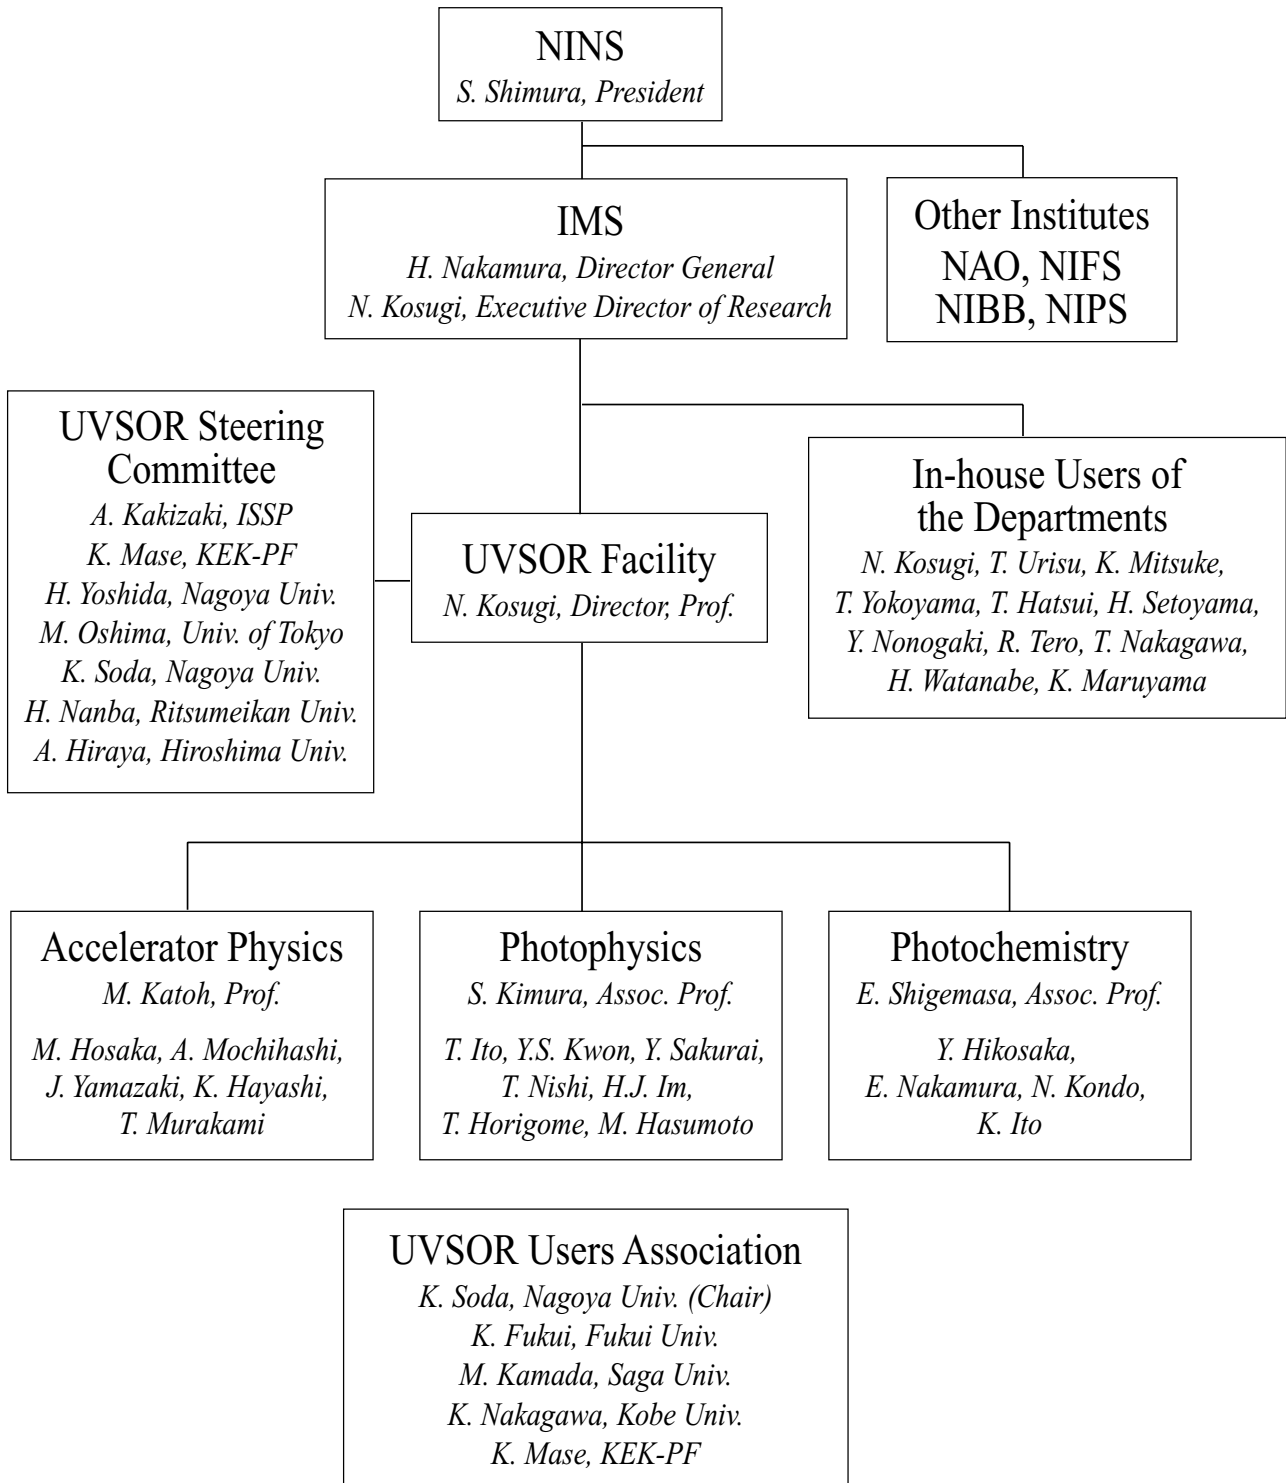 NINS
S. Shimura, President
IMS
H. Nakamura, Director General
N. Kosugi, Executive Director of Research
Other Institutes
NAO, NIFS
NIBB, NIPS
UVSOR Steering
Committee
A. Kakizaki, ISSP
K. Mase, KEK-PF
H. Yoshida, Nagoya Univ.
M. Oshima, Univ. of Tokyo
K. Soda, Nagoya Univ.
H. Nanba, Ritsumeikan Univ.
A. Hiraya, Hiroshima Univ.
UVSOR Facility
N. Kosugi, Director, Prof.
In-house Users of
the Departments
N. Kosugi, T. Urisu, K. Mitsuke,
T. Yokoyama, T. Hatsui, H. Setoyama,
Y. Nonogaki, R. Tero, T. Nakagawa,
H. Watanabe, K. Maruyama
Accelerator Physics
M. Katoh, Prof.
M. Hosaka, A. Mochihashi,
J. Yamazaki, K. Hayashi,
T. Murakami
Photophysics
S. Kimura, Assoc. Prof.
T. Ito, Y.S. Kwon, Y. Sakurai,
T. Nishi, H.J. Im,
T. Horigome, M. Hasumoto
Photochemistry
E. Shigemasa, Assoc. Prof.
Y. Hikosaka,
E. Nakamura, N. Kondo,
K. Ito
UVSOR Users Association
K. Soda, Nagoya Univ. (Chair)
K. Fukui, Fukui Univ.
M. Kamada, Saga Univ.
K. Nakagawa, Kobe Univ.
K. Mase, KEK-PF